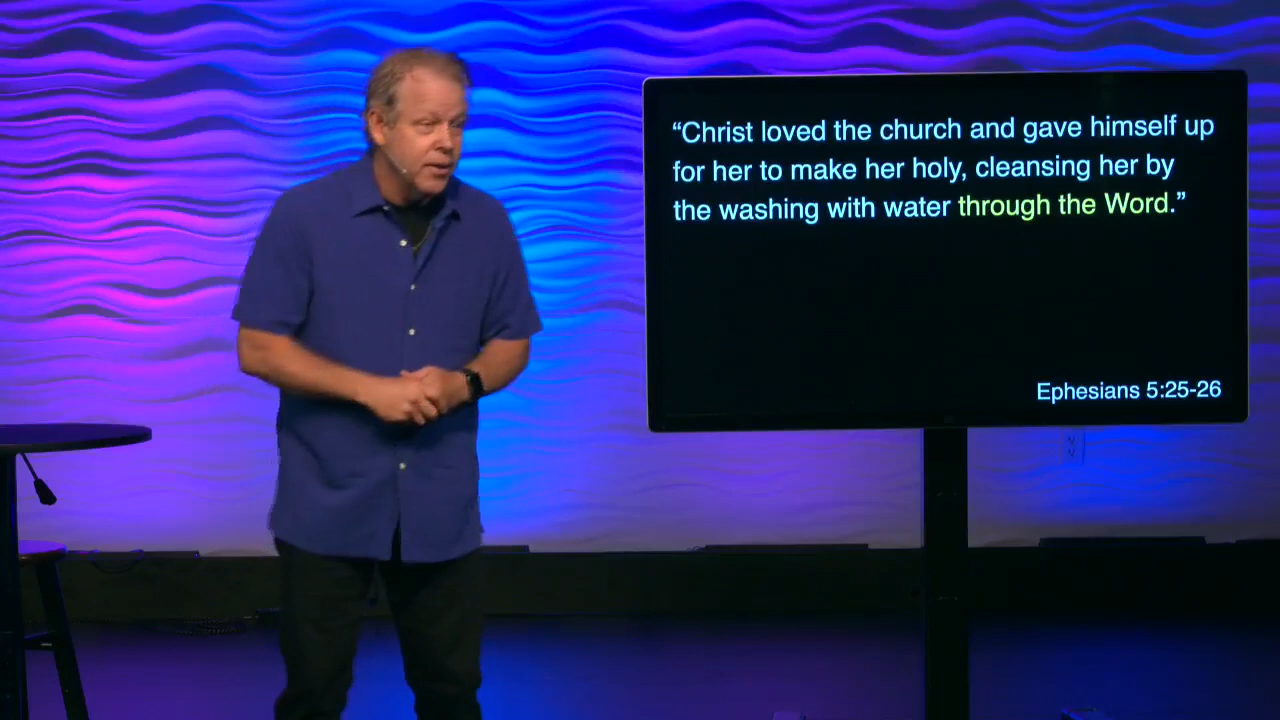 “Christ loved the church and gave himself up
for her to make her holy, cleansing her by
the washing with water through the Word.”
Ephesians 5:25-26